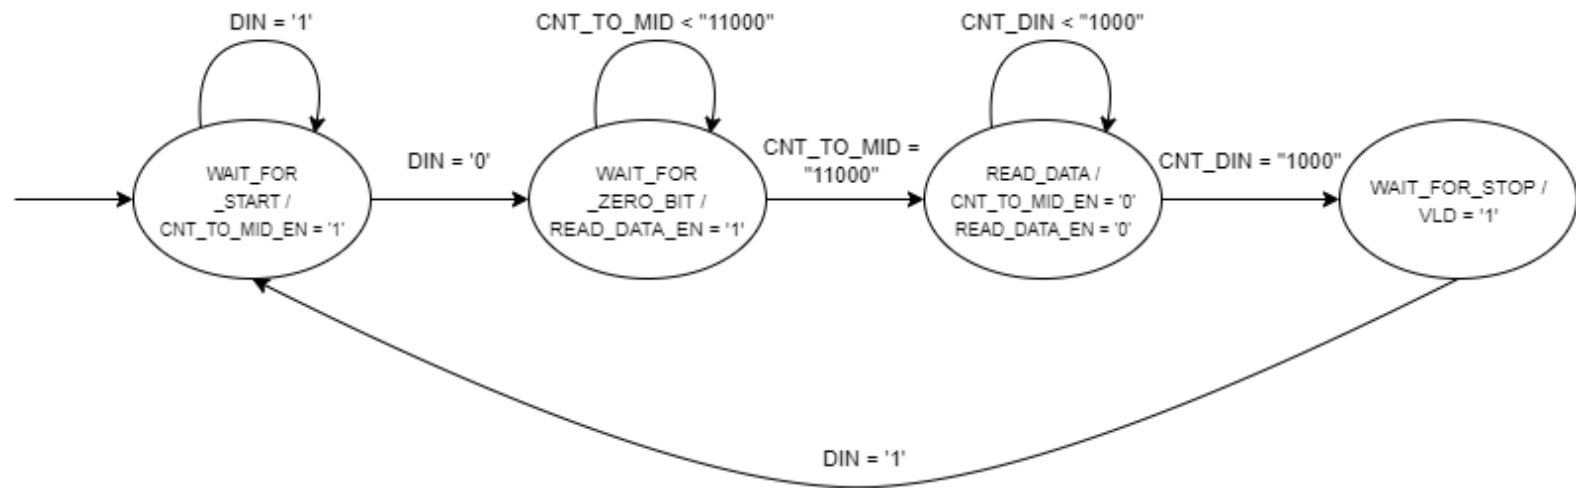 DIN = '1'
CNT_TO_MID < "11000"
CNT_DIN < "1000"
WAIT_FOR
_START /
CNT_TO_MID_EN = '1'
DIN = '0'
WAIT_FOR
_ZERO_BIT /
READ_DATA_EN = '1'
CNT_TO_MID =
"11000"
READ_DATA /
CNT_TO_MID_EN = '0'
READ_DATA_EN = '0'
CNT_DIN = "1000"
WAIT_FOR_STOP /
VLD = '1'
DIN = '1'